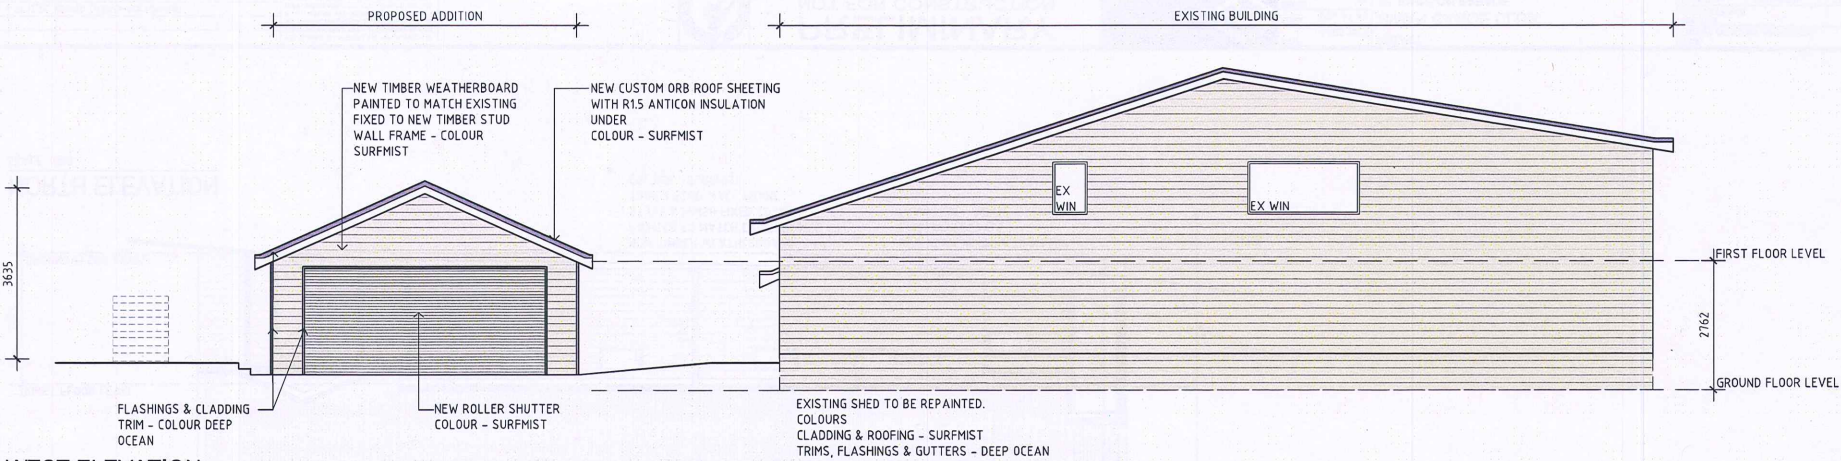 PROPOSED ADDITION
EXISTING BUILDING
NEW TIMBER WEATHERBOARD
PAINTED TO MATCH EXISTING
FIXED TO NEW TIMBER STUD
WALL FRAME - COLOUR
SURFMIST
NEW CUSTOM ORB ROOF SHEETING
WITH R1.5 ANTICON INSULATION
UNDER
COLOUR - SURFMIST
EX
WIN
EX WIN
3635
FIRST FLOOR LEVEL
2762
GROUND FLOOR LEVEL
FLASHINGS & CLADDING
TRIM - COLOUR DEEP
OCEAN
NEW ROLLER SHUTTER
COLOUR - SURFMIST
EXISTING SHED TO BE REPAINTED.
COLOURS
CLADDING & ROOFING - SURFMIST
TRIMS, FLASHINGS & GUTTERS - DEEP OCEAN
WEST ELEVATION